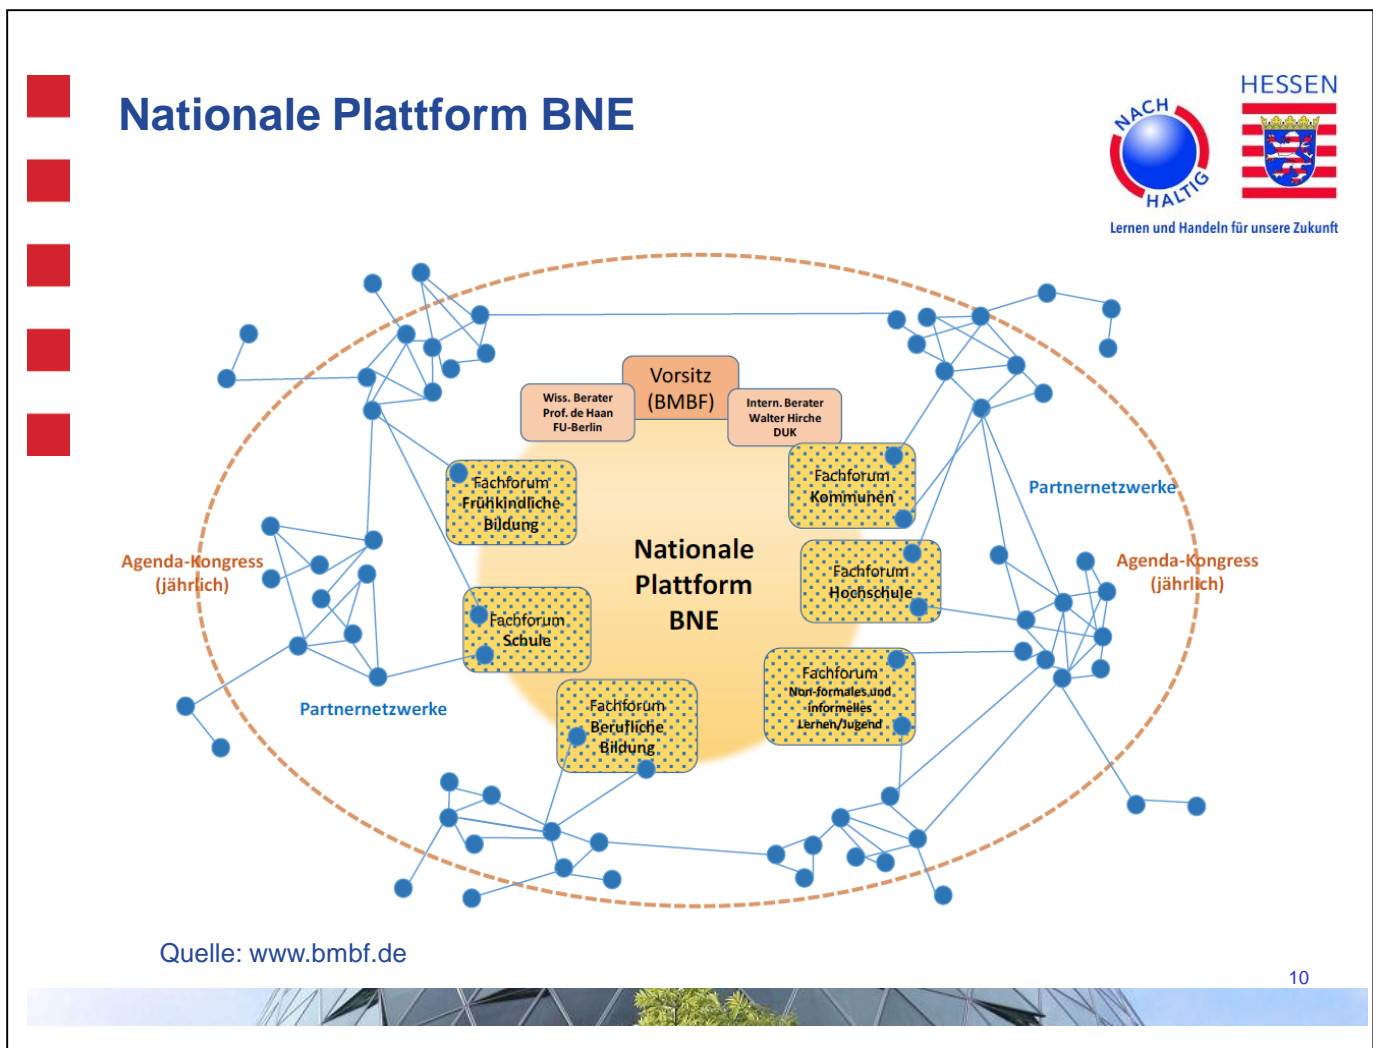 Nationale Plattform BNE
HESSEN
NACH
HALTIG
Lernen und Handeln für unsere Zukunft
Vorsitz
(BMBF)
Wiss. Berater
Prof. de Haan
FU-Berlin
Intern. Berater
Walter Hirche
DUK
Fachforum
Frühkindliche
Bildung
Fachforum
Kommunen
Partnernetzwerke
Agenda-Kongress
(jährlich)
Nationale
Plattform
BNE
Fachforum
Hochschule
Agenda-Kongress
(jährlich)
Fachforum
Schule
Fachforum
Non-formales und
informelles
Lernen/Jugend
Partnernetzwerke
Fachforum
Berufliche
Bildung
Quelle: www.bmbf.de
10